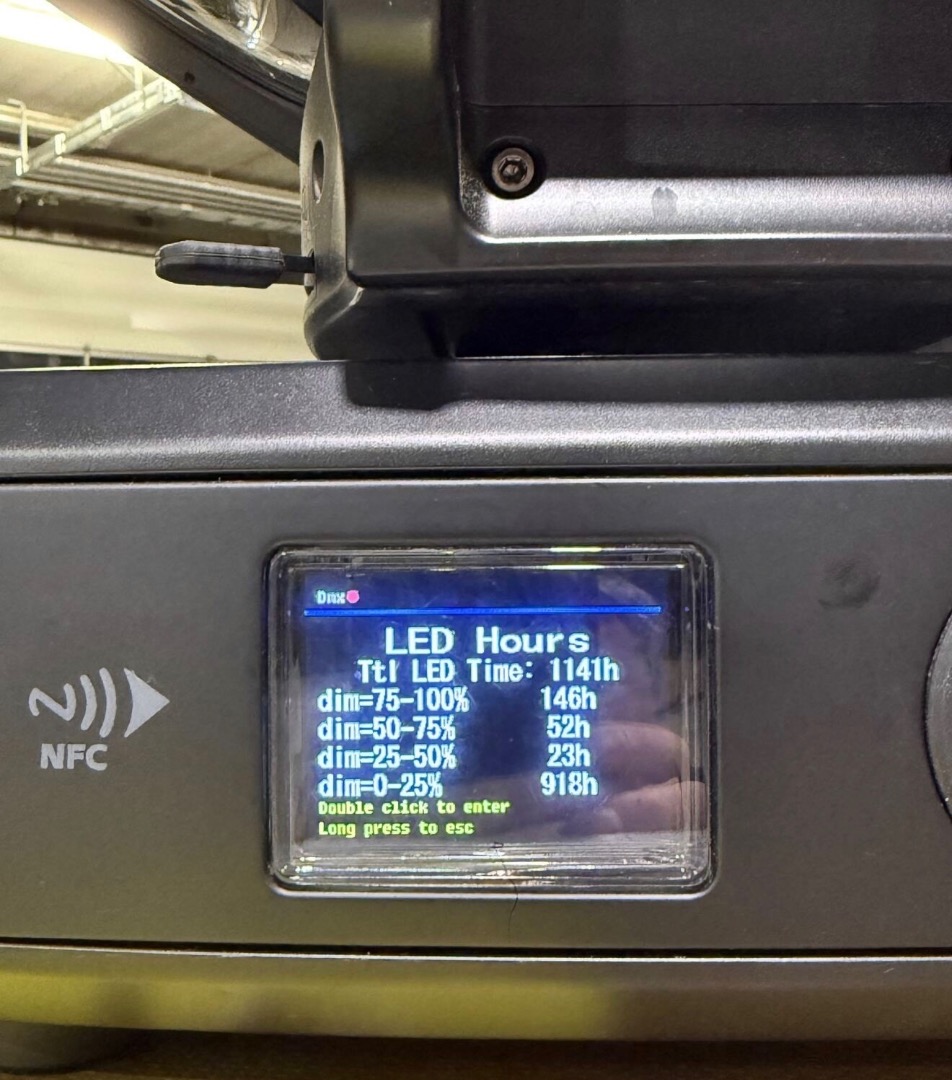 Dmx
LED Hours
Ttl LED Time: 1141h
dim=75-100% 146h
dim=50-75% 52h
dim=25-50% 23h
dim=0-25% 918h
Double click to enter
Long press to esc
NFC